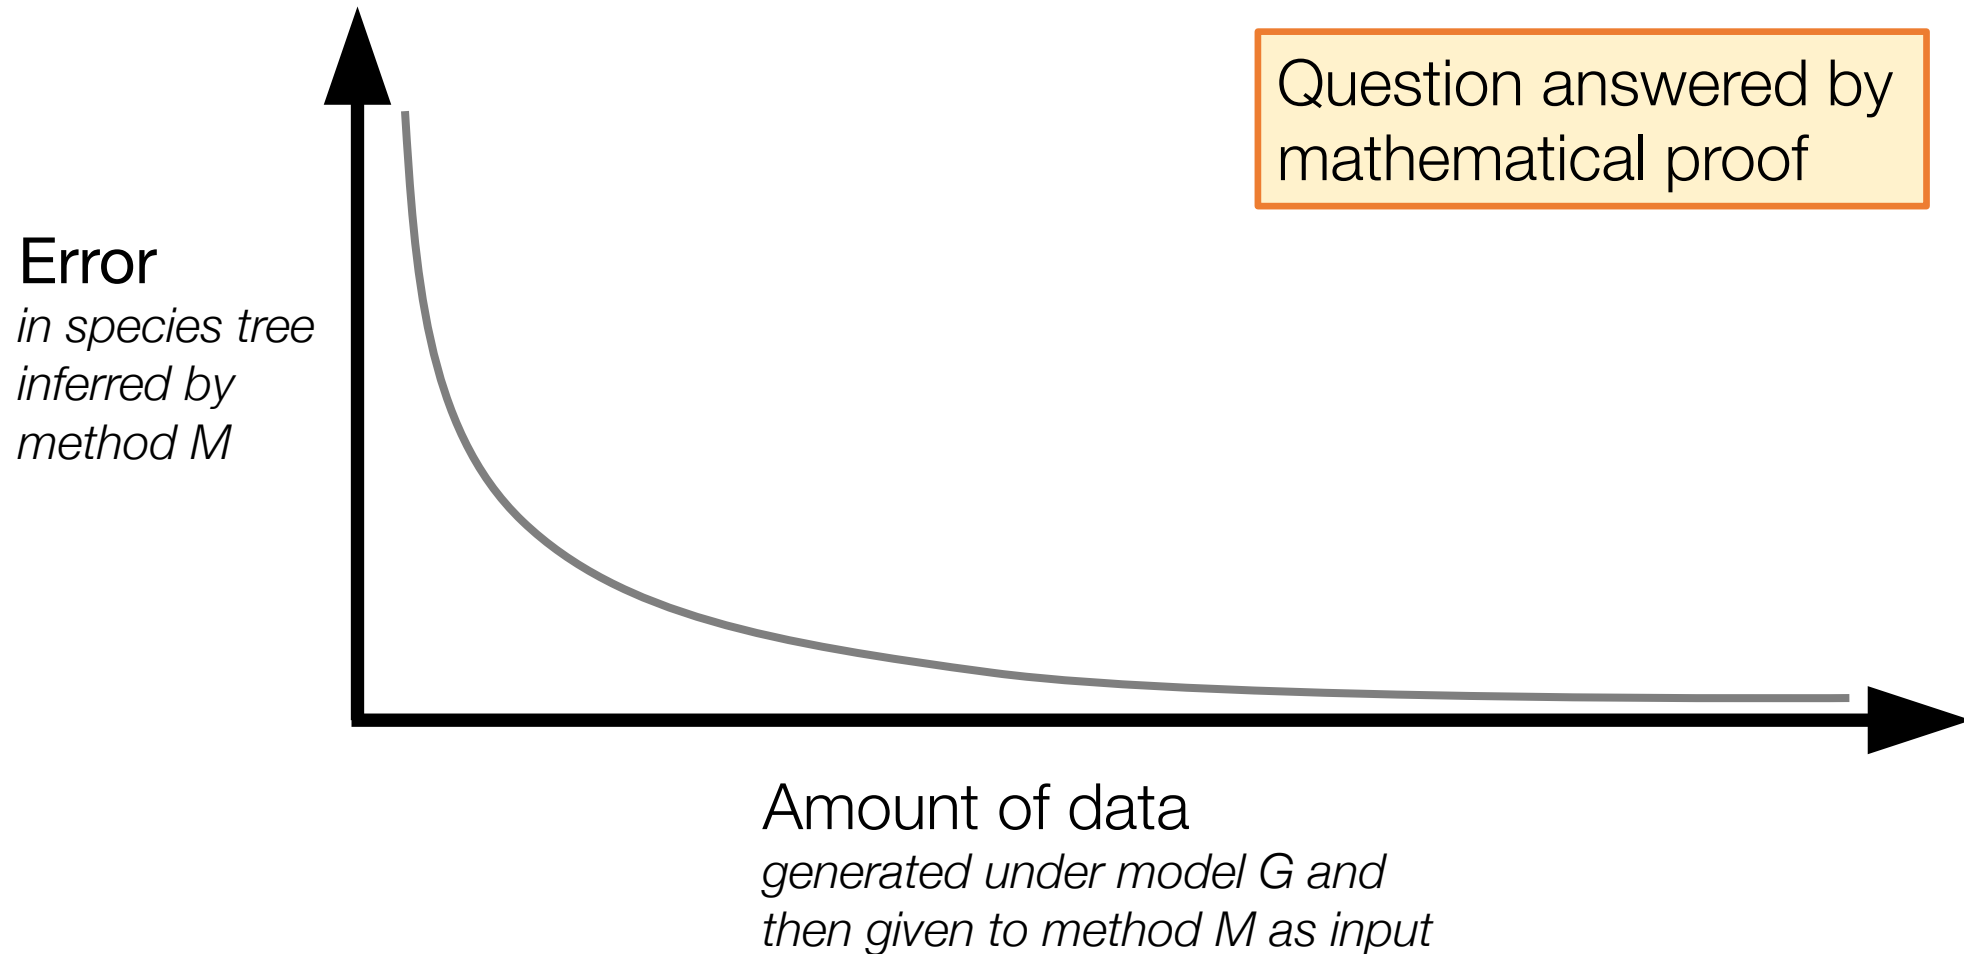 Question answered by
mathematical proof
Error
in species tree
inferred by
method M
Amount of data
generated under model G and
then given to method M as input